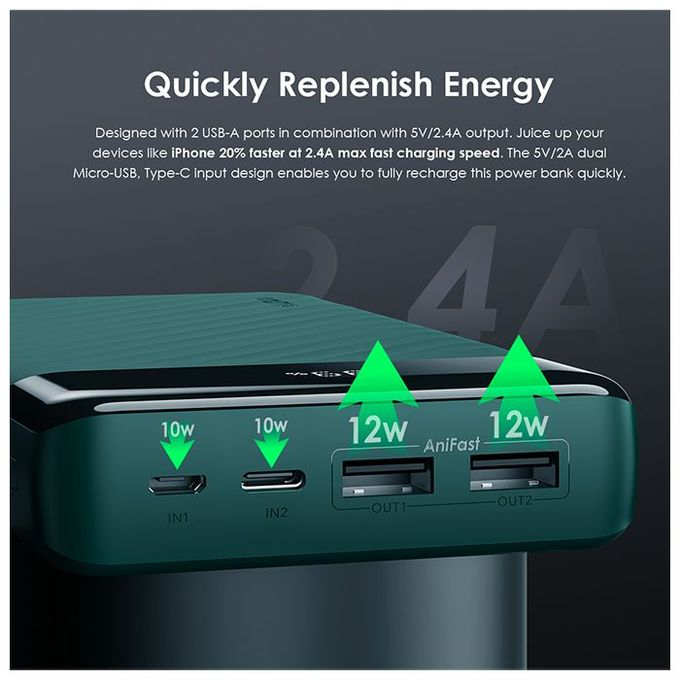 Quickly Replenish Energy
Designed with 2 USB-A ports in combination with 5V/2.4A output. Juice up your
devices like iPhone 20% faster at 2.4A max fast charging speed. The 5V/2A dual
Micro-USB, Type-C input design enables you to fully recharge this power bank quickly.
2.4A
10w
10w
12w
12w
AniFast
IN1
IN2
OUT1
OUT2